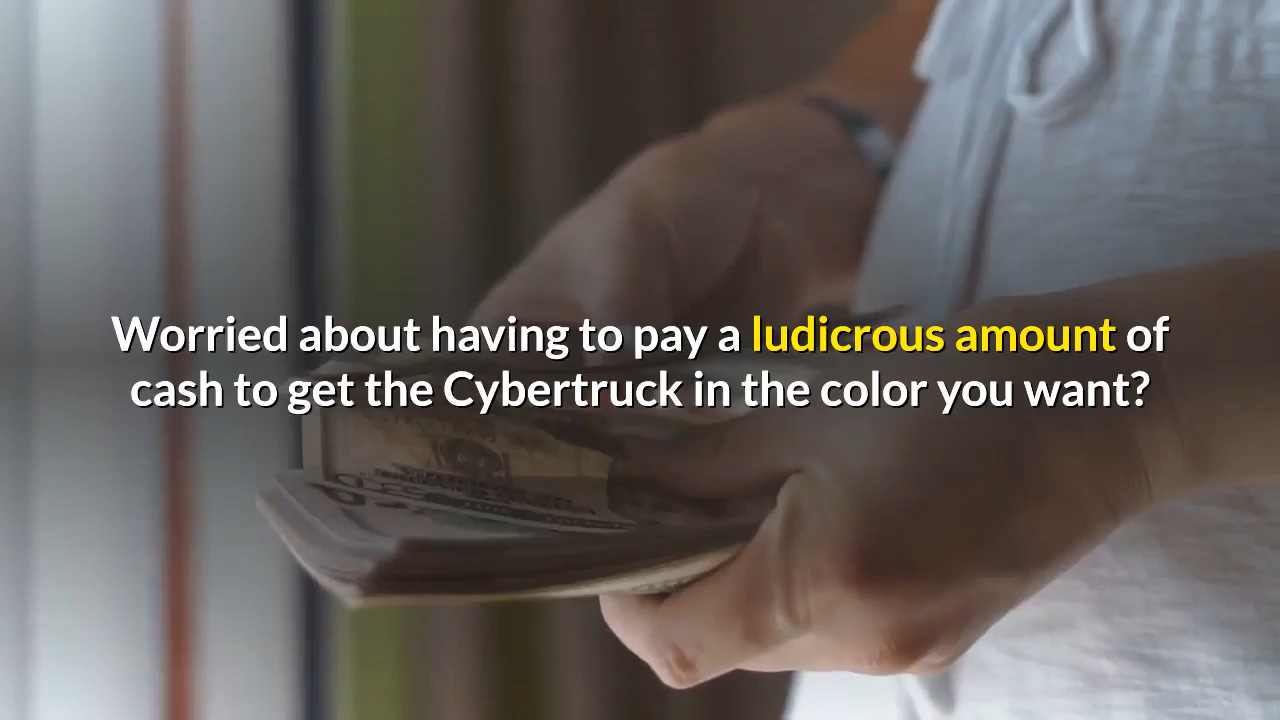 Worried about having to pay a ludicrous amount of
cash to get the Cybertruck in the color you want?